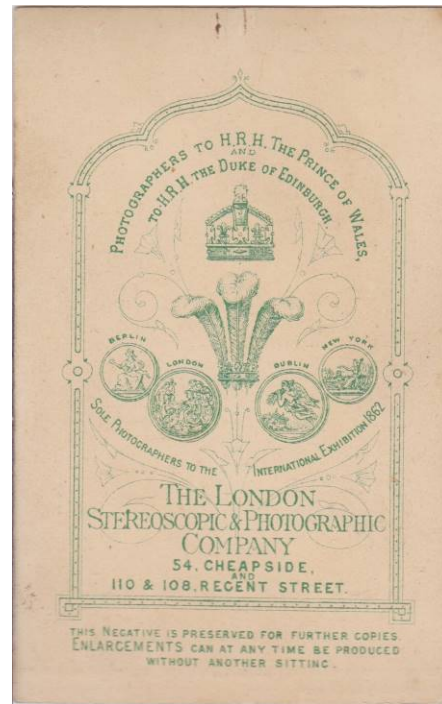 PHOTOGRAPHERS TO H.R.H. THE PRINCE OF WALES,
AND
TO H.R.H. THE DUKE OF EDINBURGH.
BERLIN
LONDON
DUBLIN
NEW YORK
SOLE PHOTOGRAPHERS TO THE INTERNATIONAL EXHIBITION 1862
THE LONDON
STEREOSCOPIC & PHOTOGRAPHIC
COMPANY
54, CHEAPSIDE,
AND
110 & 108, REGENT STREET.
THIS NEGATIVE IS PRESERVED FOR FURTHER COPIES.
ENLARGEMENTS CAN AT ANY TIME BE PRODUCED
WITHOUT ANOTHER SITTING.